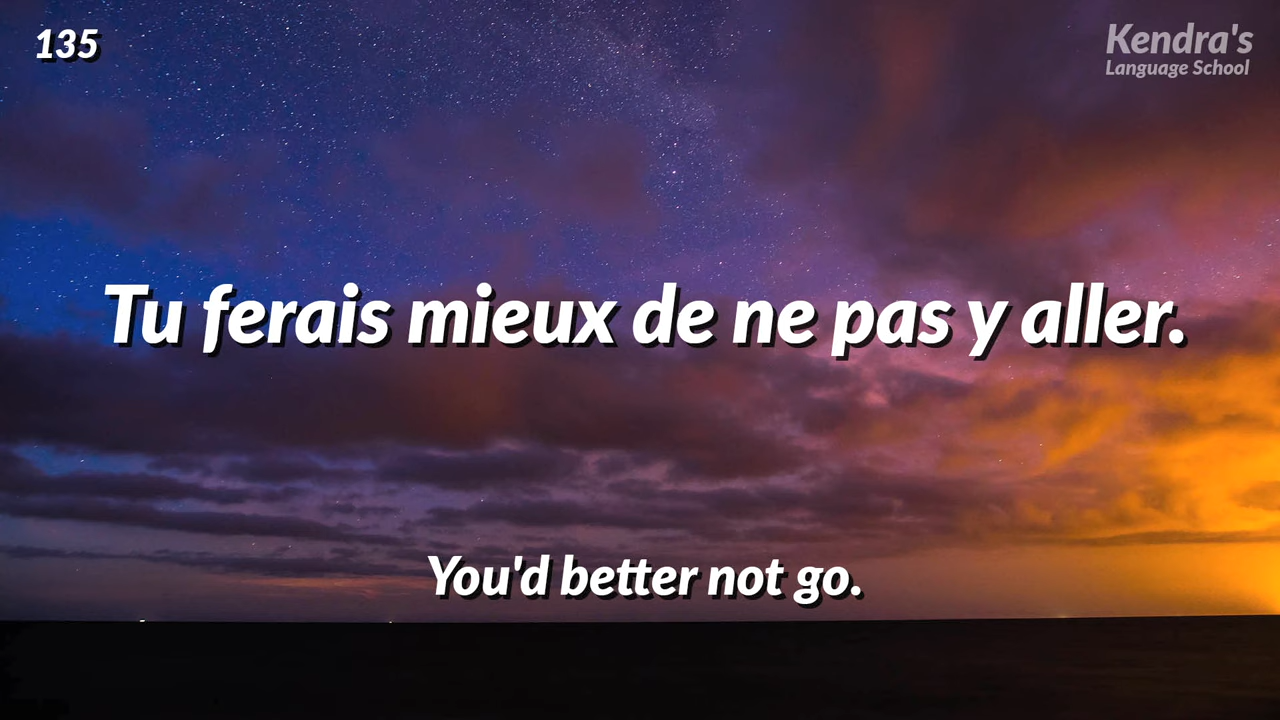 135
Kendra's
Language School
Tu ferais mieux de ne pas y aller.
You'd better not go.